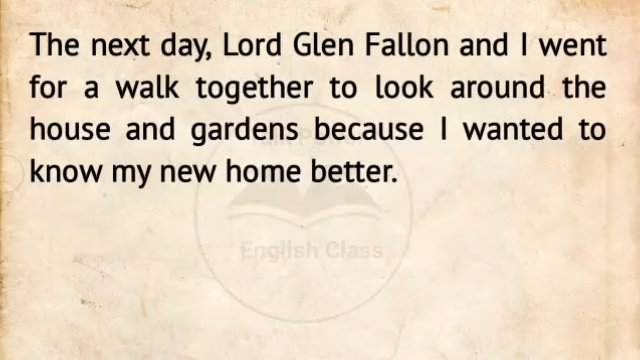 The next day, Lord Glen Fallon and I went
for a walk together to look around the
house and gardens because I wanted to
know my new home better.
English Class